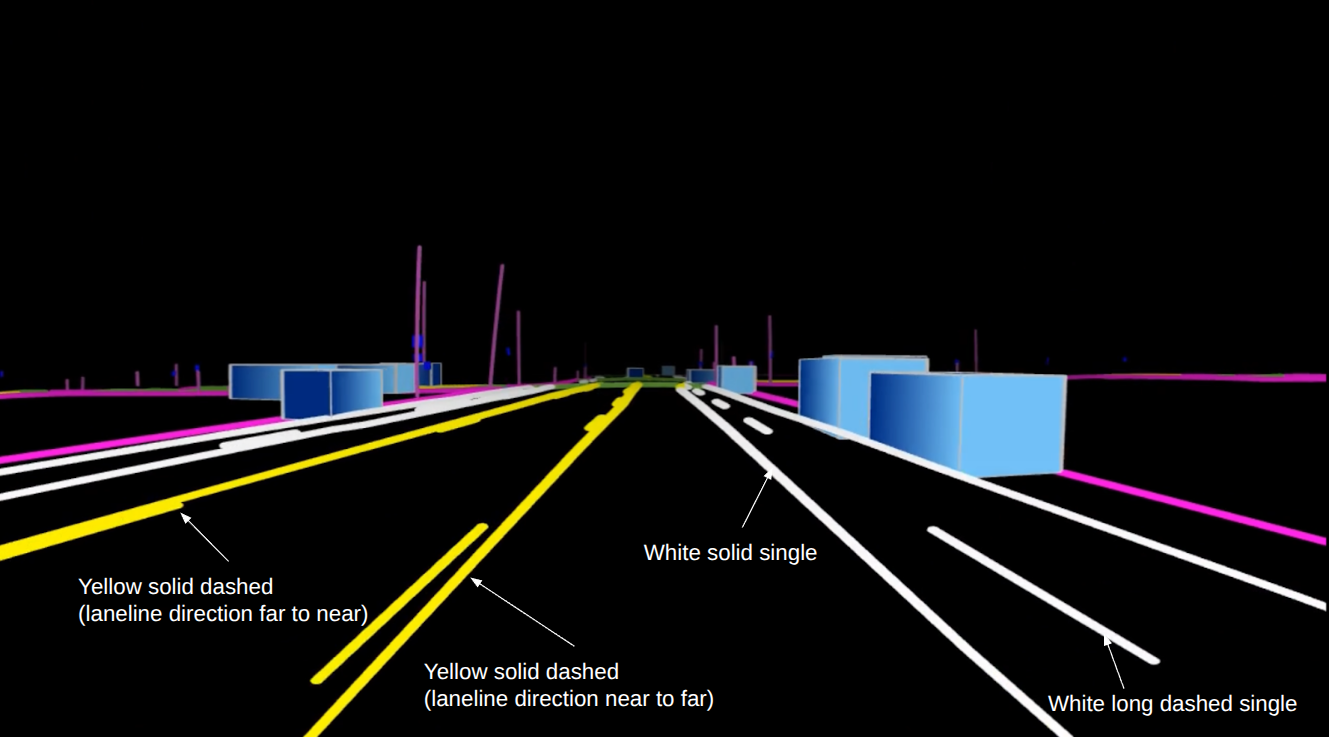 White solid single
Yellow solid dashed
(laneline direction far to near)
Yellow solid dashed
(laneline direction near to far)
White long dashed single